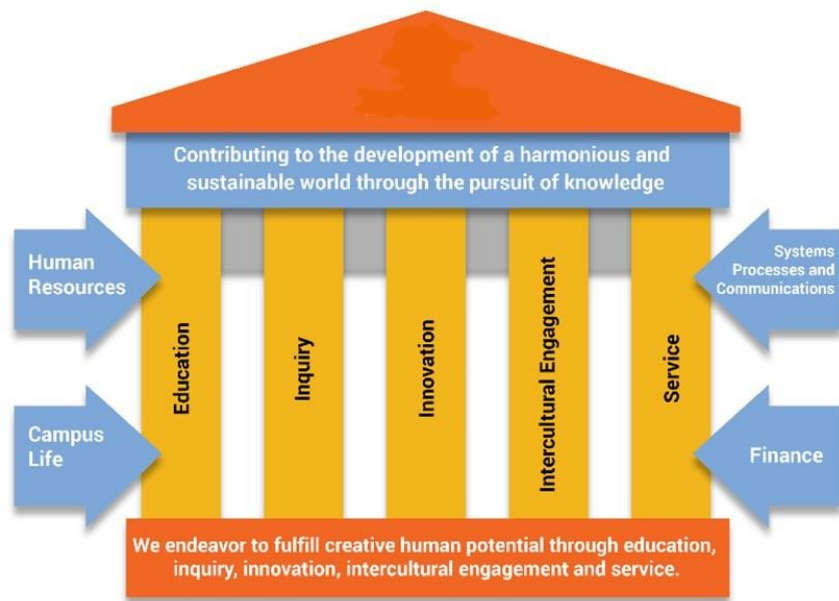 Contributing to the development of a harmonious and
sustainable world through the pursuit of knowledge
Human
Resources
Systems
Processes and
Communications
Education
Inquiry
Innovation
Intercultural Engagement
Service
Campus
Life
Finance
We endeavor to fulfill creative human potential through education,
inquiry, innovation, intercultural engagement and service.